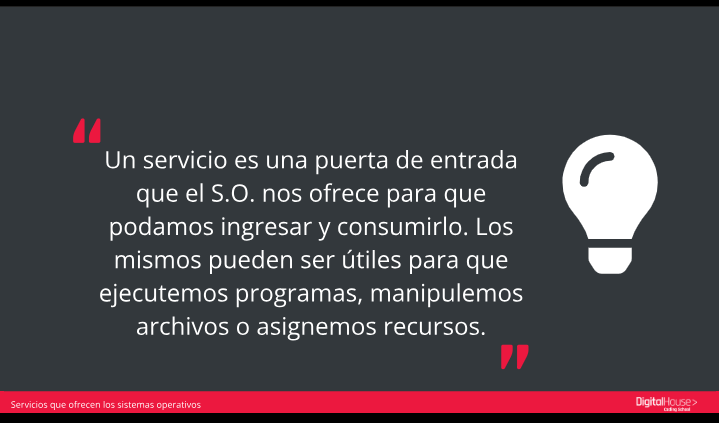 “
Un servicio es una puerta de entrada
que el S.O. nos ofrece para que
podamos ingresar y consumirlo. Los
mismos pueden ser útiles para que
ejecutemos programas, manipulemos
archivos o asignemos recursos.
”
Servicios que ofrecen los sistemas operativos
DigitalHouse>
Coding School